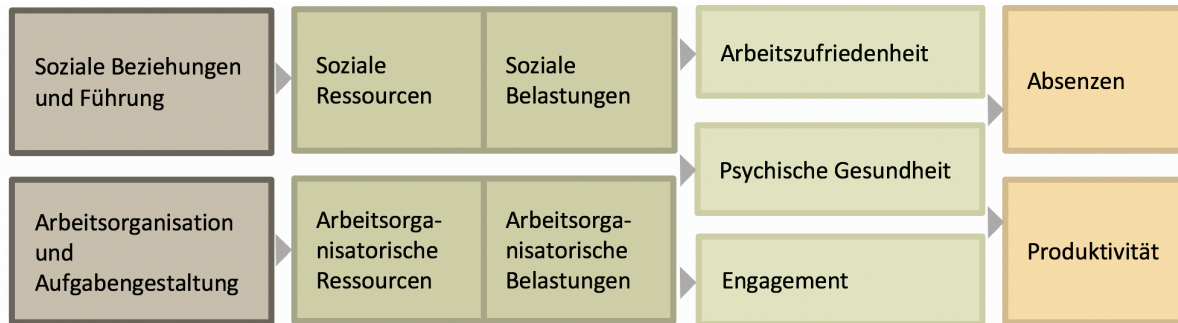 Soziale Beziehungen
und Führung
Soziale
Ressourcen
Soziale
Belastungen
Arbeitszufriedenheit
Absenzen
Psychische Gesundheit
Arbeitsorganisation
und
Aufgabengestaltung
Arbeitsorga-
nisatorische
Ressourcen
Arbeitsorga-
nisatorische
Belastungen
Engagement
Produktivität